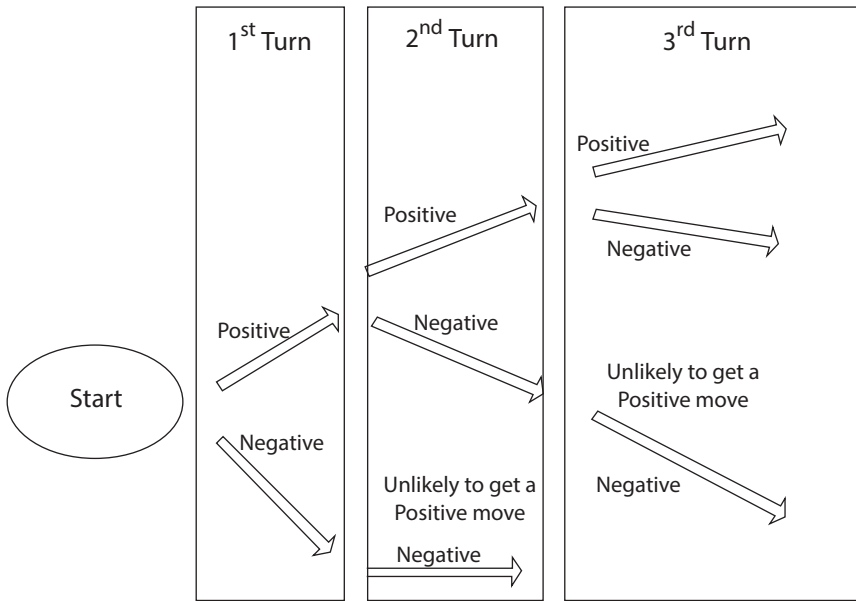 1st Turn
2nd Turn
3rd Turn
Positive
Positive
Positive
Negative
Negative
Positive
Start
Negative
Unlikely to get a
Positive move
Negative
Unlikely to get a
Positive move
Negative